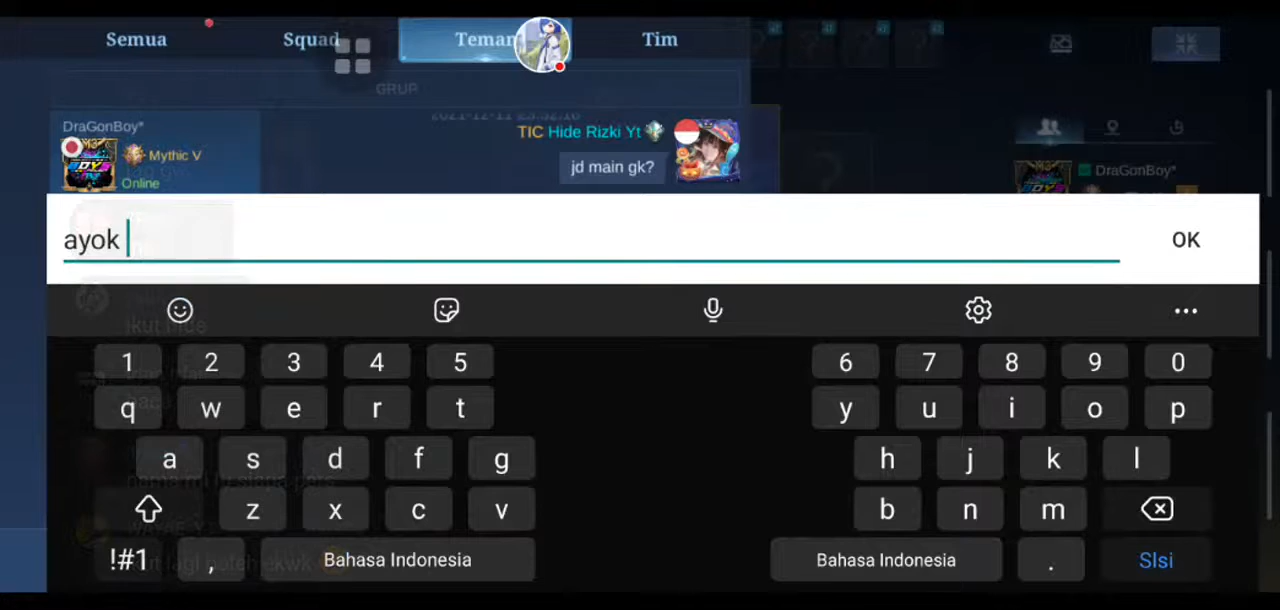 Semua
Squad
Teman
Tim
GRUP
DraGonBoy*
Mythic V
Online
TIC Hide Rizki Yt
jd main gk?
DraGonBoy*
ayok
OK
1 2 3 4 5 6 7 8 9 0
q w e r t y u i o p
a s d f g h j k l
z x c v b n m
!#1 , Bahasa Indonesia Bahasa Indonesia . Slsi